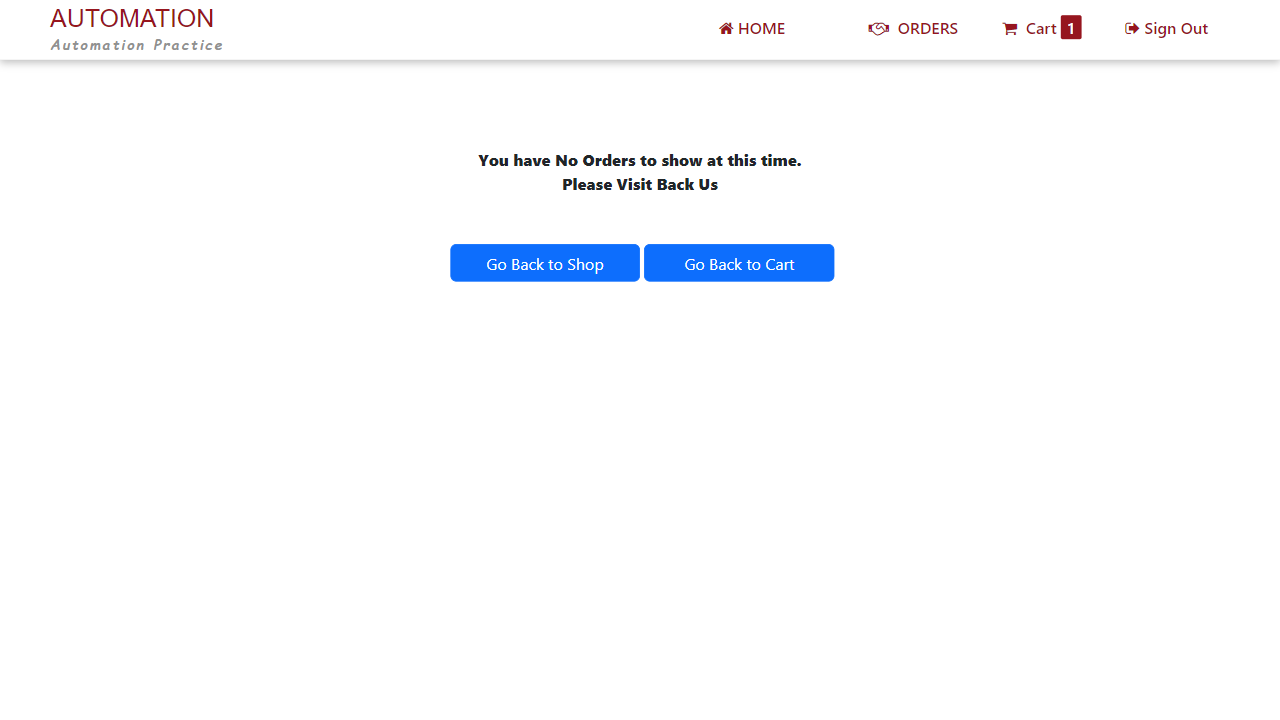 AUTOMATION
Automation Practice
HOME
ORDERS
Cart 1
Sign Out
You have No Orders to show at this time.
Please Visit Back Us
Go Back to Shop
Go Back to Cart